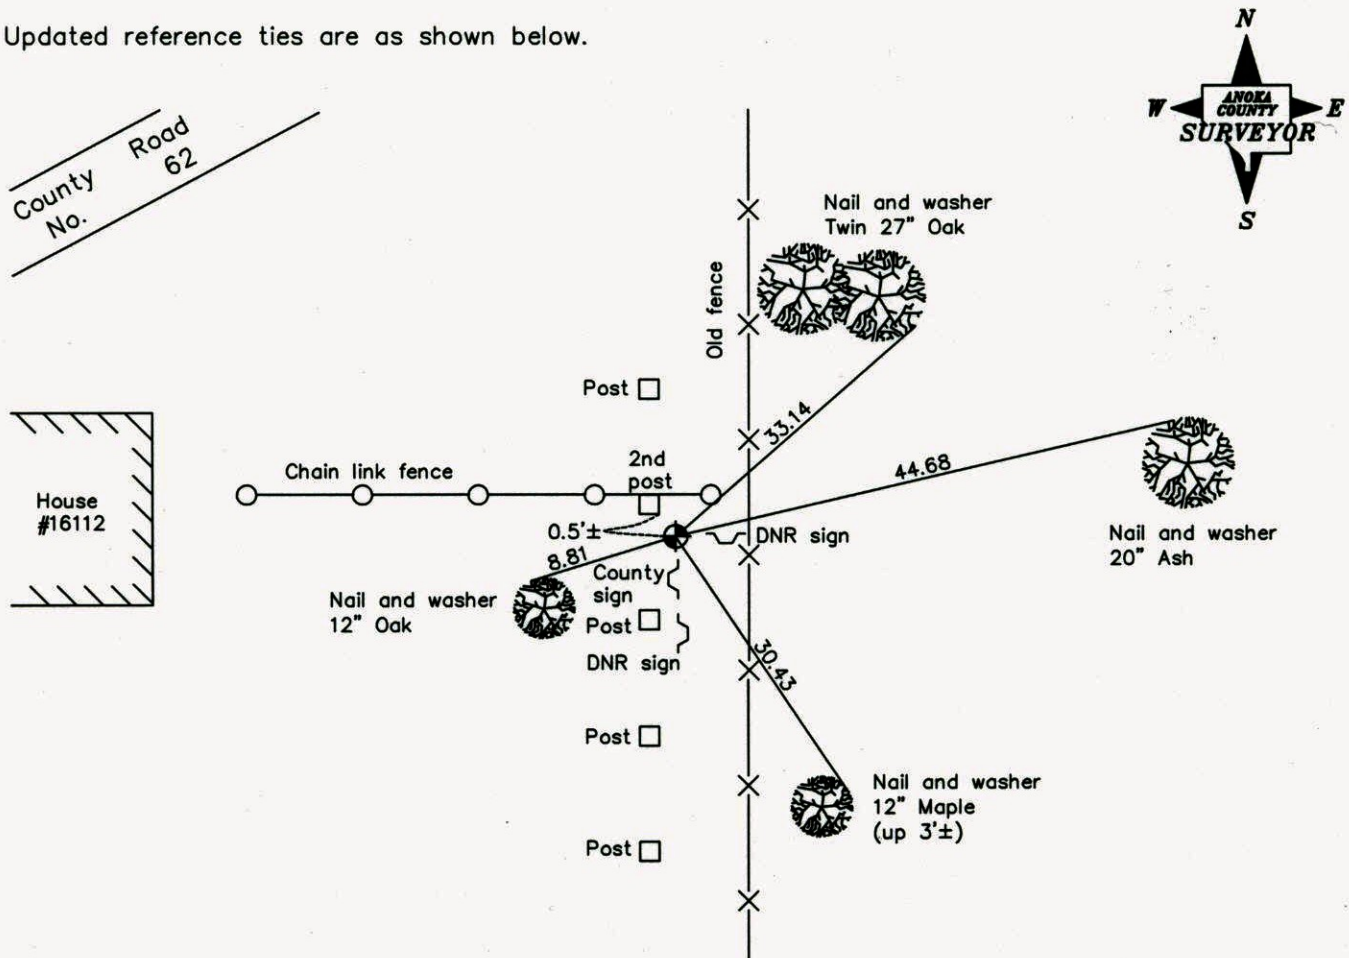 Updated reference ties are as shown below.
N
W
ANOKA
COUNTY
SURVEYOR
E
S
County Road
No. 62
Nail and washer
Twin 27" Oak
Old fence
Post
33.14
Chain link fence
2nd
post
44.68
House
#16112
0.5'±
DNR sign
Nail and washer
20" Ash
8.81
County
sign
Nail and washer
12" Oak
Post
DNR sign
30.43
Post
Nail and washer
12" Maple
(up 3'±)
Post